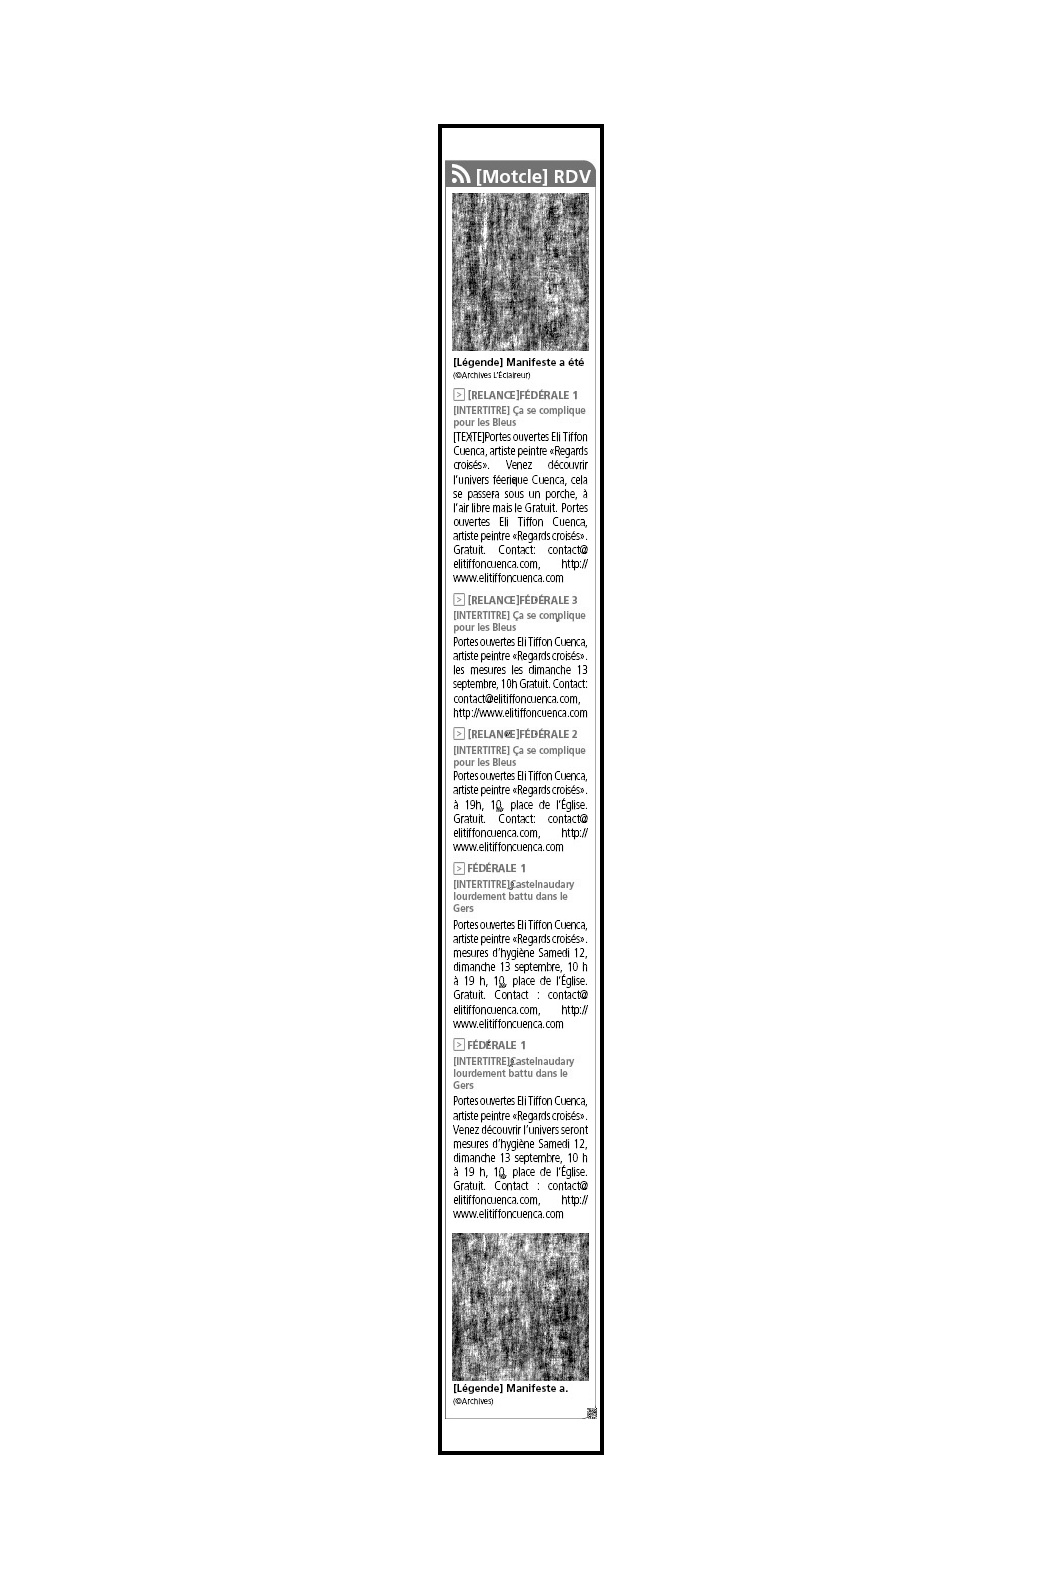 [Motcle] RDV
[Légende] Manifeste a été
(©Archives L'Éclaireur)
> [RELANCE]FÉDÉRALE 1
[INTERTITRE] Ça se complique
pour les Bleus
[TEXTE]Portes ouvertes Eli Tiffon
Cuenca, artiste peintre «Regards
croisés». Venez découvrir
l'univers féerique Cuenca, cela
se passera sous un porche, à
l'air libre mais le Gratuit. Portes
ouvertes Eli Tiffon Cuenca,
artiste peintre «Regards croisés».
Gratuit. Contact: contact@
elitiffoncuenca.com, http://
www.elitiffoncuenca.com
> [RELANCE]FÉDÉRALE 3
[INTERTITRE] Ça se complique
pour les Bleus
Portes ouvertes Eli Tiffon Cuenca,
artiste peintre «Regards croisés».
les mesures les dimanche 13
septembre, 10h Gratuit. Contact:
contact@elitiffoncuenca.com,
http://www.elitiffoncuenca.com
> [RELANCE]FÉDÉRALE 2
[INTERTITRE] Ça se complique
pour les Bleus
Portes ouvertes Eli Tiffon Cuenca,
artiste peintre «Regards croisés».
à 19h, 10, place de l'Église.
Gratuit. Contact: contact@
elitiffoncuenca.com, http://
www.elitiffoncuenca.com
> FÉDÉRALE 1
[INTERTITRE]Castelnaudary
lourdement battu dans le
Gers
Portes ouvertes Eli Tiffon Cuenca,
artiste peintre «Regards croisés».
mesures d'hygiène Samedi 12,
dimanche 13 septembre, 10 h
à 19 h, 10, place de l'Église.
Gratuit. Contact : contact@
elitiffoncuenca.com, http://
www.elitiffoncuenca.com
> FÉDÉRALE 1
[INTERTITRE]Castelnaudary
lourdement battu dans le
Gers
Portes ouvertes Eli Tiffon Cuenca,
artiste peintre «Regards croisés».
Venez découvrir l'univers seront
mesures d'hygiène Samedi 12,
dimanche 13 septembre, 10 h
à 19 h, 10, place de l'Église.
Gratuit. Contact : contact@
elitiffoncuenca.com, http://
www.elitiffoncuenca.com
[Légende] Manifeste a.
(©Archives)